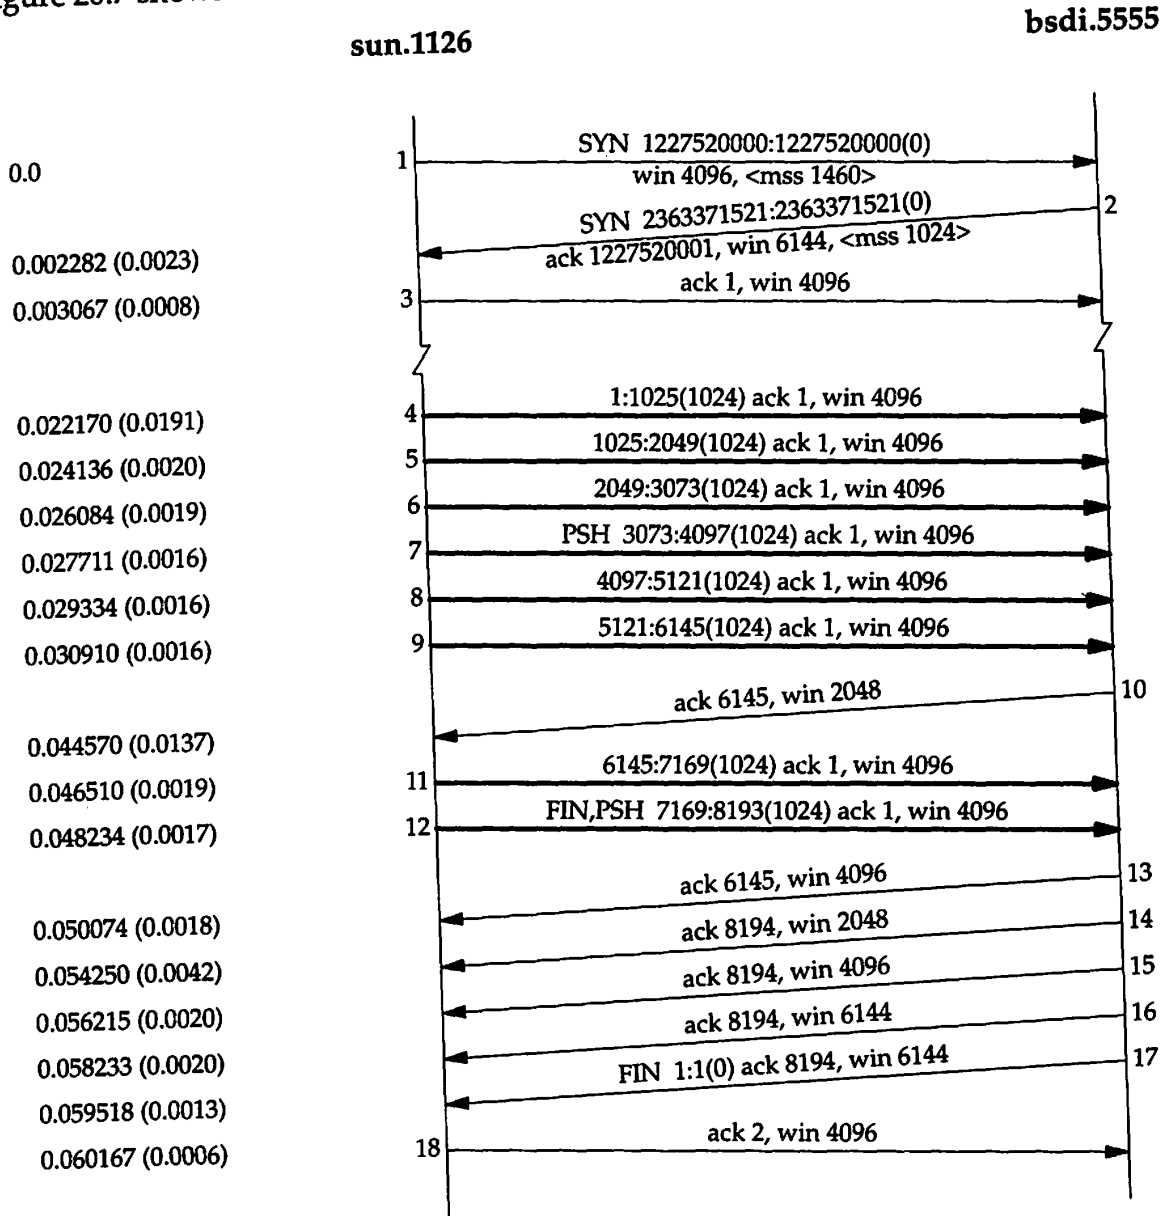 sun.1126
bsdi.5555
0.0
1
SYN 1227520000:1227520000(0)
win 4096, <mss 1460>
SYN 2363371521:2363371521(0)
2
0.002282 (0.0023)
ack 1227520001, win 6144, <mss 1024>
0.003067 (0.0008)
3
ack 1, win 4096
0.022170 (0.0191)
4
1:1025(1024) ack 1, win 4096
0.024136 (0.0020)
5
1025:2049(1024) ack 1, win 4096
0.026084 (0.0019)
6
2049:3073(1024) ack 1, win 4096
0.027711 (0.0016)
7
PSH 3073:4097(1024) ack 1, win 4096
0.029334 (0.0016)
8
4097:5121(1024) ack 1, win 4096
0.030910 (0.0016)
9
5121:6145(1024) ack 1, win 4096
0.044570 (0.0137)
ack 6145, win 2048
10
0.046510 (0.0019)
11
6145:7169(1024) ack 1, win 4096
0.048234 (0.0017)
12
FIN,PSH 7169:8193(1024) ack 1, win 4096
0.050074 (0.0018)
ack 6145, win 4096
13
0.054250 (0.0042)
ack 8194, win 2048
14
0.056215 (0.0020)
ack 8194, win 4096
15
0.058233 (0.0020)
ack 8194, win 6144
16
0.059518 (0.0013)
FIN 1:1(0) ack 8194, win 6144
17
0.060167 (0.0006)
18
ack 2, win 4096